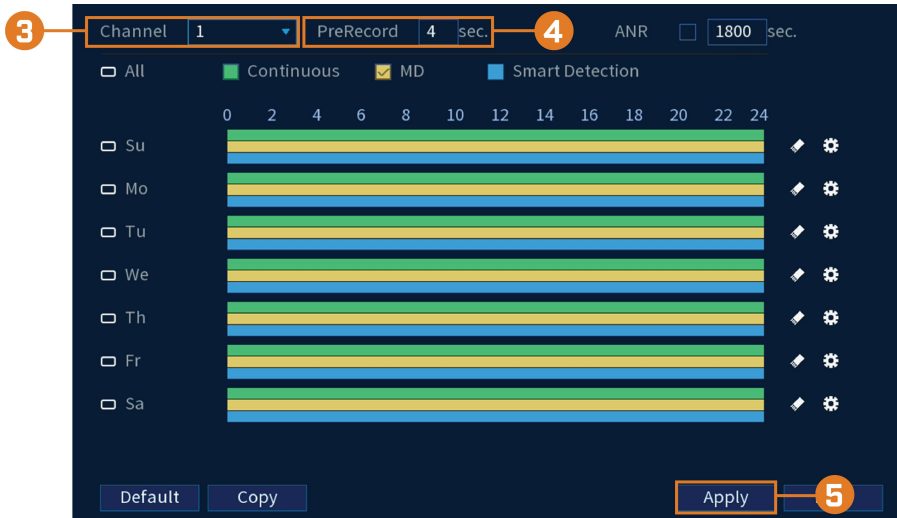 3 Channel 1 PreRecord 4 sec. 4 ANR 1800 sec.
All Continuous MD Smart Detection
0 2 4 6 8 10 12 14 16 18 20 22 24
Su
Mo
Tu
We
Th
Fr
Sa
Default Copy Apply 5